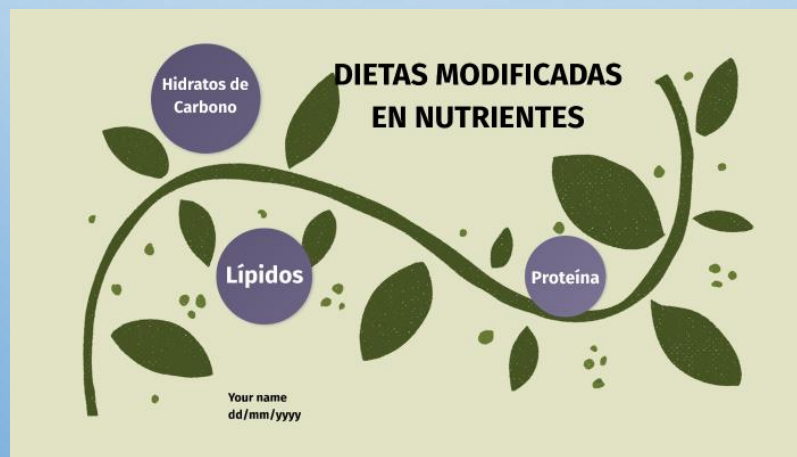 DIETAS MODIFICADAS
EN NUTRIENTES
Hidratos de
Carbono
Lípidos
Proteína
Your name
dd/mm/yyyy